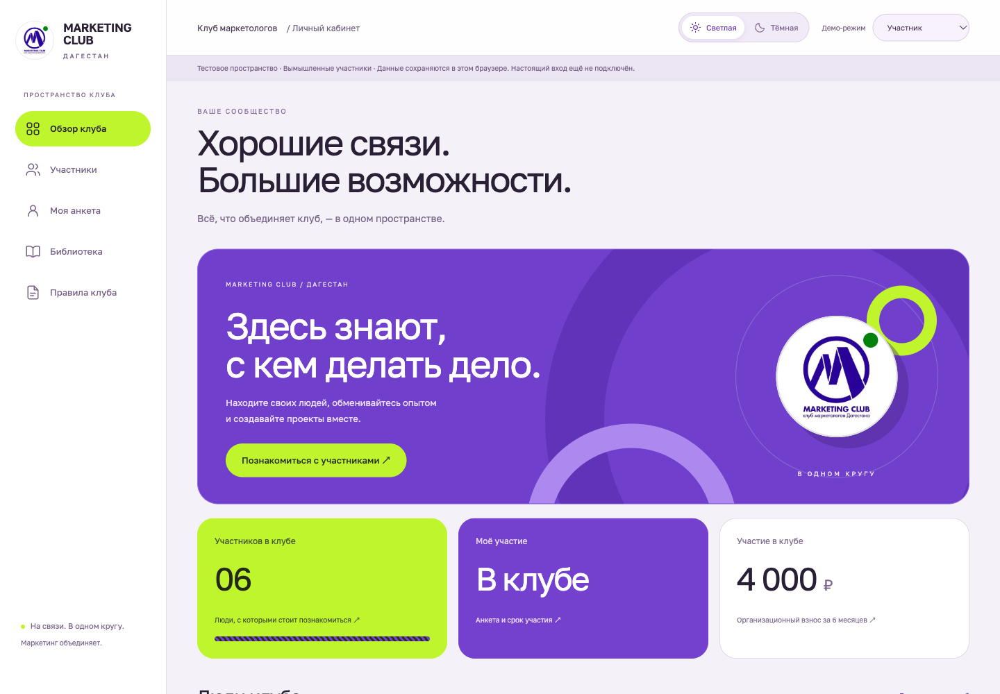 MARKETING
CLUB
ДАГЕСТАН
ПРОСТРАНСТВО КЛУБА
Обзор клуба
Участники
Моя анкета
Библиотека
Правила клуба
На связи. В одном кругу.
Маркетинг объединяет.
Клуб маркетологов / Личный кабинет
Светлая
Тёмная
Демо-режим
Участник
Тестовое пространство · Вымышленные участники · Данные сохраняются в этом браузере. Настоящий вход ещё не подключён.
ВАШЕ СООБЩЕСТВО
Хорошие связи.
Большие возможности.
Всё, что объединяет клуб, — в одном пространстве.
MARKETING CLUB / ДАГЕСТАН
Здесь знают,
с кем делать дело.
Находите своих людей, обменивайтесь опытом
и создавайте проекты вместе.
Познакомиться с участниками ↗
MARKETING CLUB
клуб маркетологов Дагестана
В ОДНОМ КРУГУ
Участников в клубе
06
Люди, с которыми стоит познакомиться ↗
Моё участие
В клубе
Анкета и срок участия ↗
Участие в клубе
4 000 ₽
Организационный взнос за 6 месяцев ↗